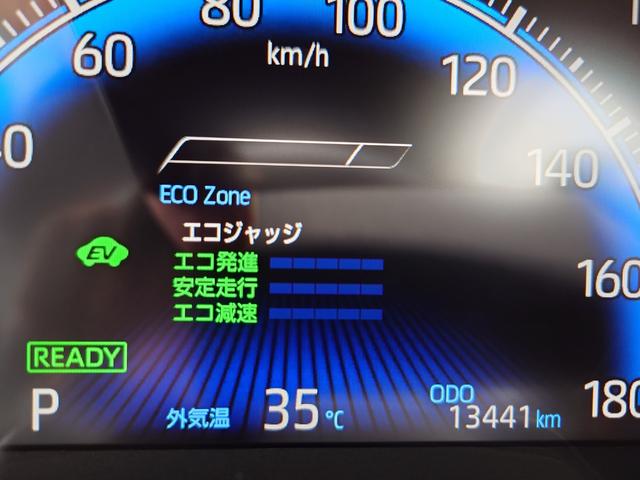 80
100
60
km/h
120
40
140
ECO Zone
エコジャッジ
EV
エコ発進
安定走行
エコ減速
160
READY
P
外気温 35℃
ODO
13441km
180